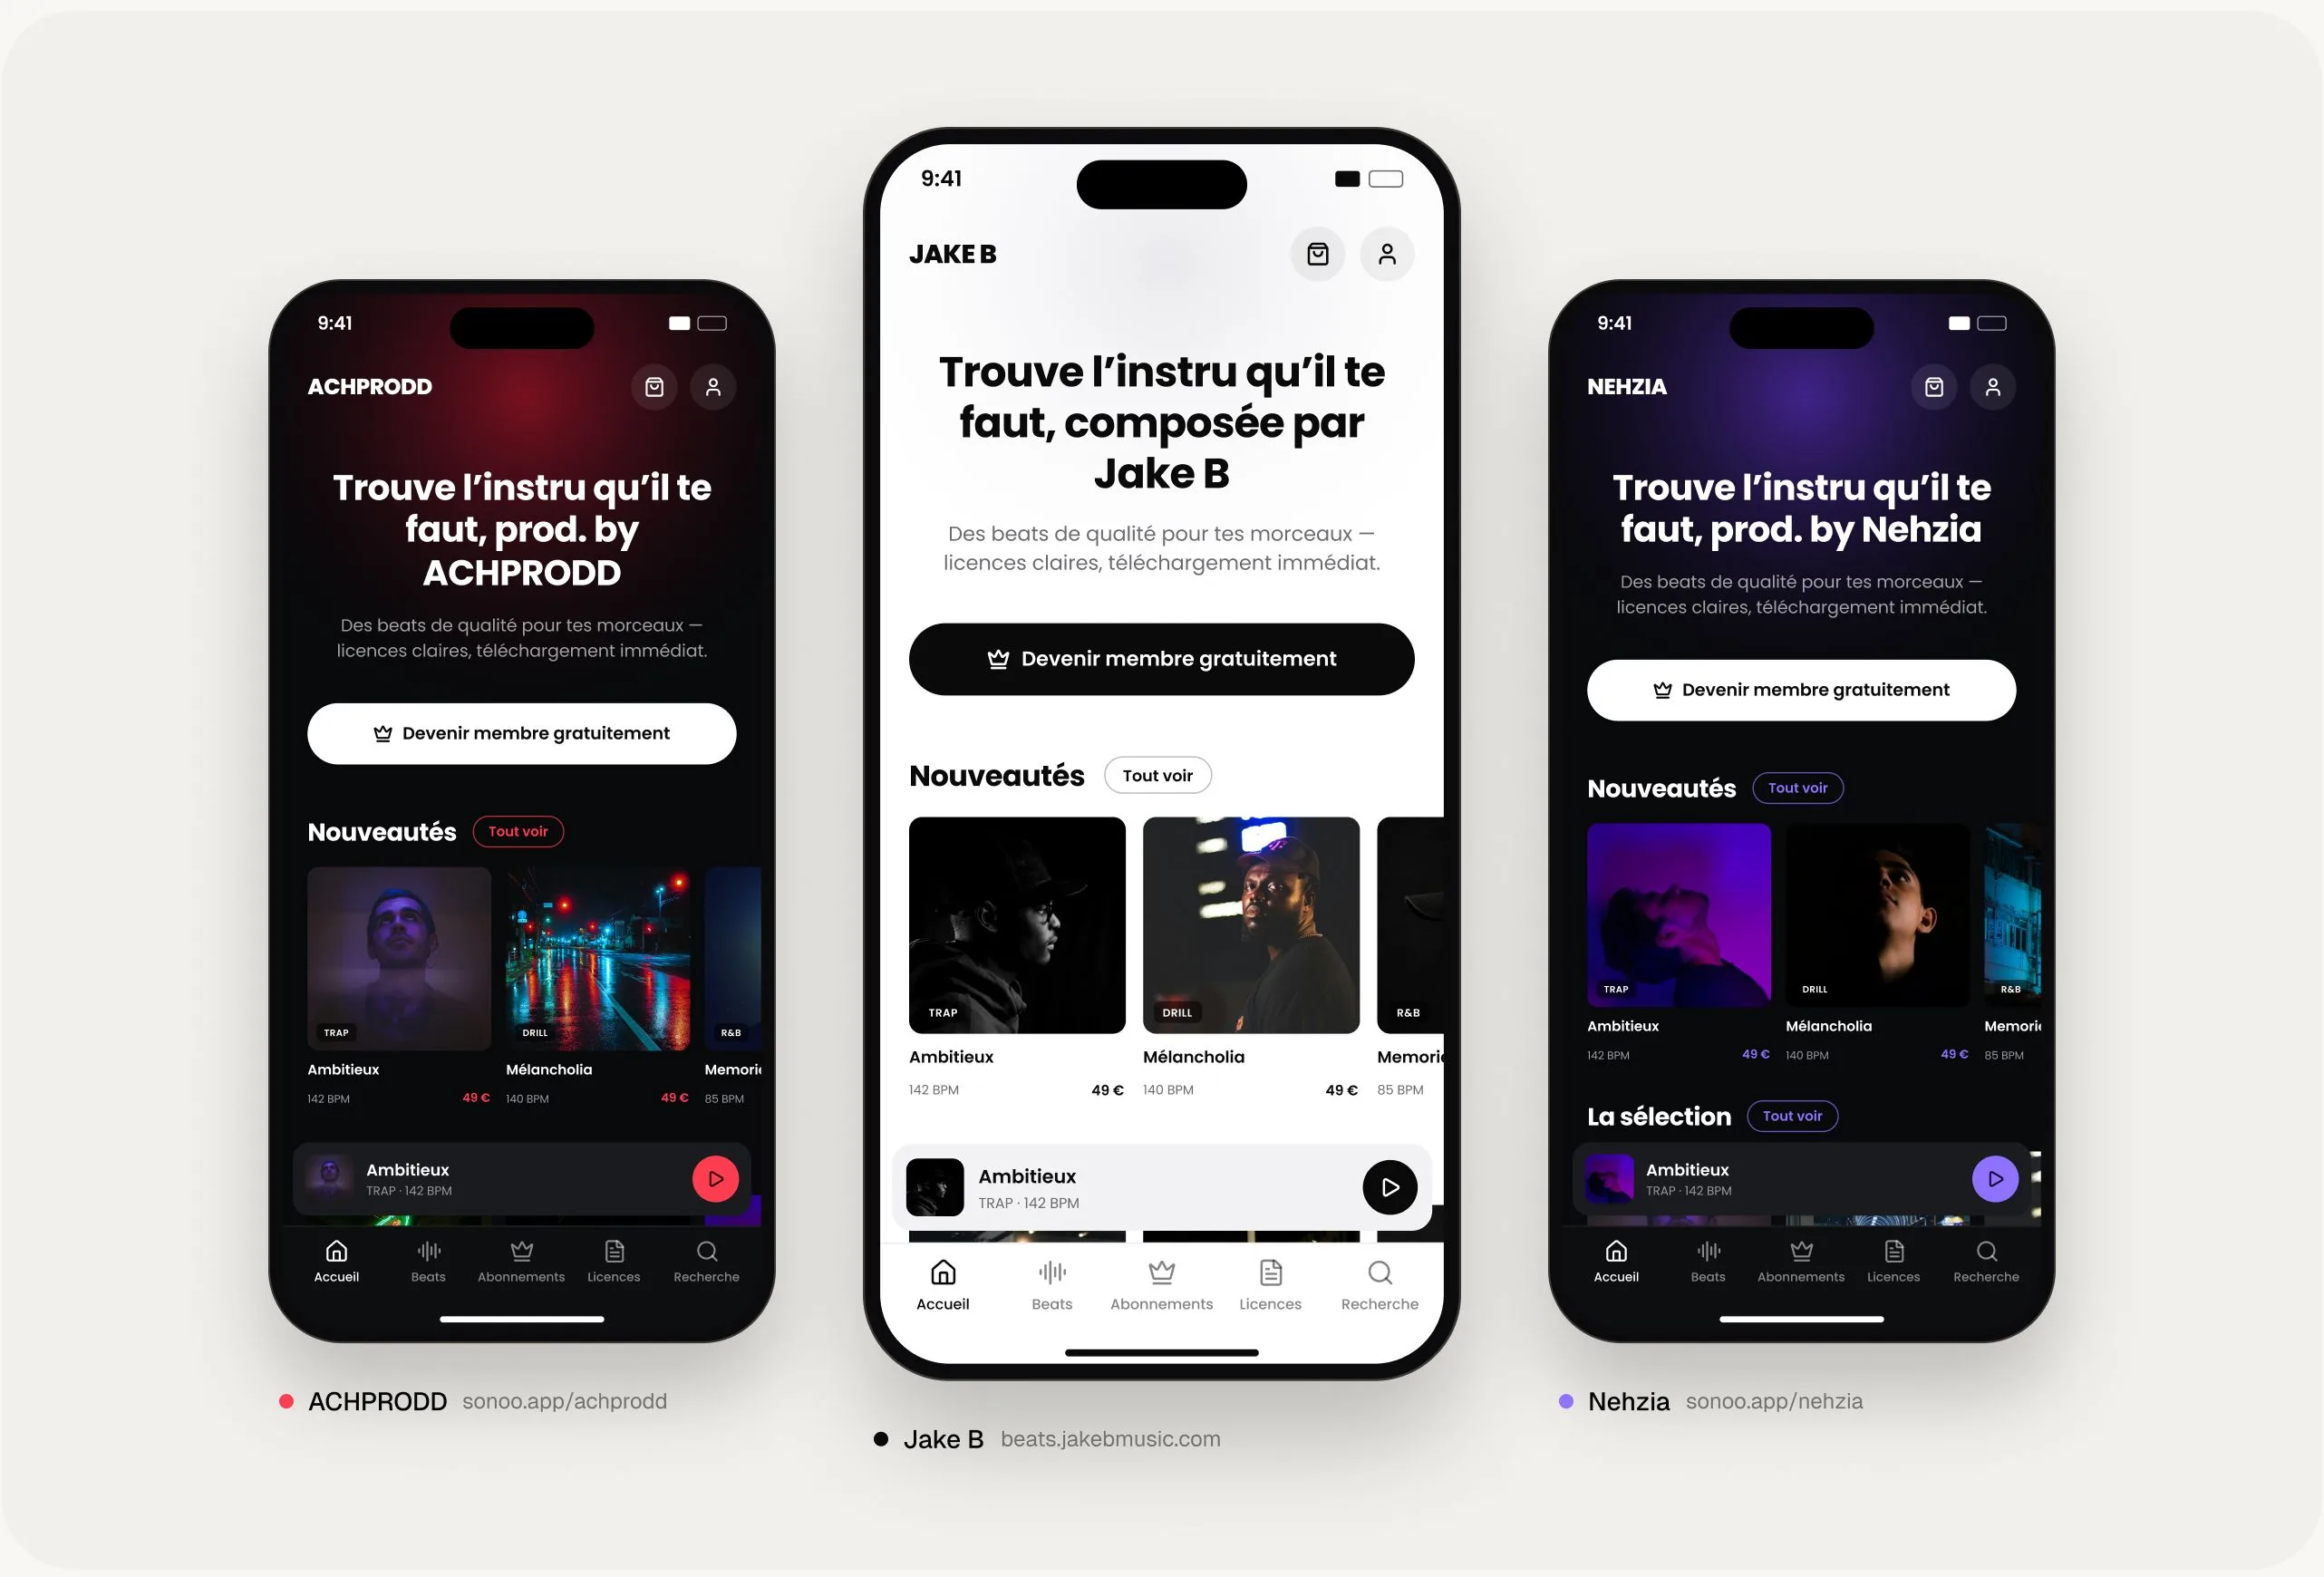 9:41
ACHPRODD
Trouve l’instru qu’il te
faut, prod. by
ACHPRODD
Des beats de qualité pour tes morceaux —
licences claires, téléchargement immédiat.
Devenir membre gratuitement
Nouveautés
Tout voir
TRAP
DRILL
R&B
Ambitieux
Mélancholia
Memorie
142 BPM
49 €
140 BPM
49 €
85 BPM
Ambitieux
TRAP · 142 BPM
Accueil
Beats
Abonnements
Licences
Recherche
ACHPRODD sonoo.app/achprodd
9:41
JAKE B
Trouve l’instru qu’il te
faut, composée par
Jake B
Des beats de qualité pour tes morceaux —
licences claires, téléchargement immédiat.
Devenir membre gratuitement
Nouveautés
Tout voir
TRAP
DRILL
R&B
Ambitieux
Mélancholia
Memorie
142 BPM
49 €
140 BPM
49 €
85 BPM
Ambitieux
TRAP · 142 BPM
Accueil
Beats
Abonnements
Licences
Recherche
Jake B beats.jakebmusic.com
9:41
NEHZIA
Trouve l’instru qu’il te
faut, prod. by Nehzia
Des beats de qualité pour tes morceaux —
licences claires, téléchargement immédiat.
Devenir membre gratuitement
Nouveautés
Tout voir
TRAP
DRILL
R&B
Ambitieux
Mélancholia
Memorie
142 BPM
49 €
140 BPM
49 €
85 BPM
La sélection
Tout voir
Ambitieux
TRAP · 142 BPM
Accueil
Beats
Abonnements
Licences
Recherche
Nehzia sonoo.app/nehzia